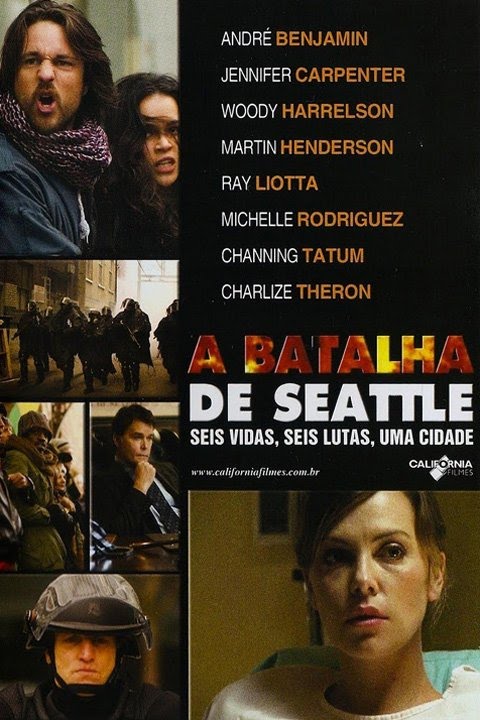 ANDRÉ BENJAMIN
JENNIFER CARPENTER
WOODY HARRELSON
MARTIN HENDERSON
RAY LIOTTA
MICHELLE RODRIGUEZ
CHANNING TATUM
CHARLIZE THERON
A BATALHA
DE SEATTLE
SEIS VIDAS, SEIS LUTAS, UMA CIDADE
www.californiafilmes.com.br
CALIFORNIA
FILMES